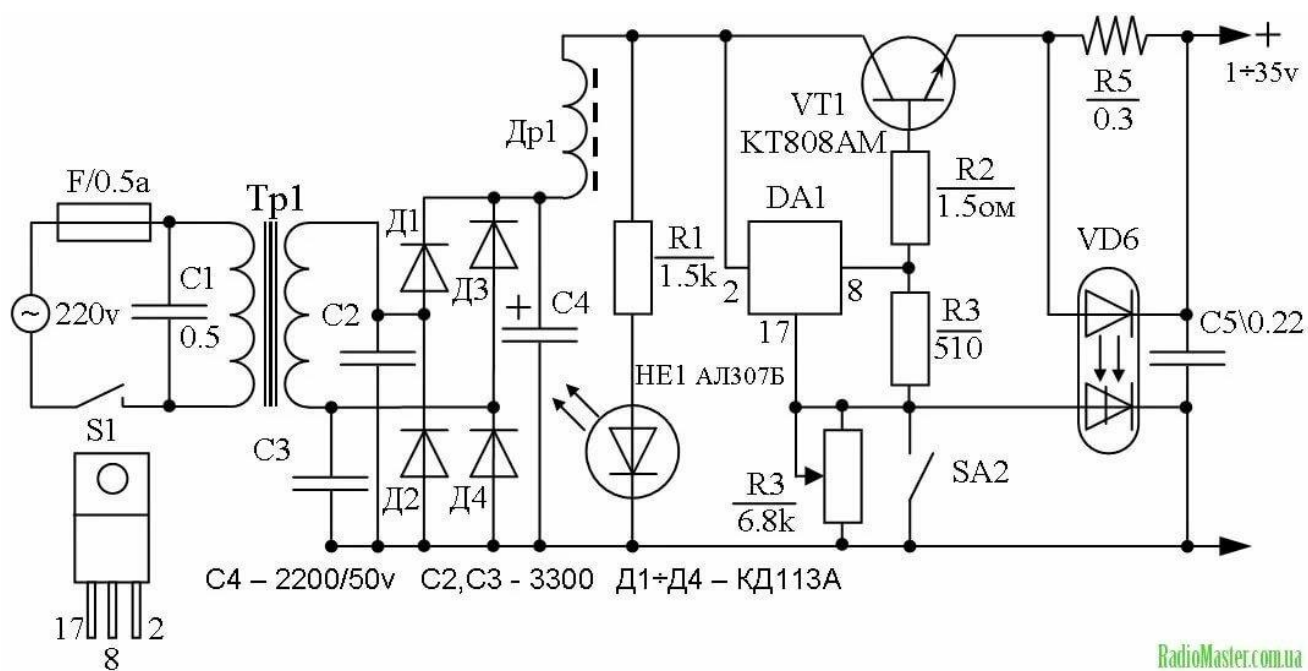 +
1÷35v
R5
0.3
VT1
KT808AM
Др1
F/0.5a
Тр1
R2
1.5ом
DA1
VD6
Д1
R1
1.5k
C1
Д3
2
8
~
220v
C2
+
C4
R3
510
C5\0.22
0.5
17
HE1 АЛ307Б
S1
C3
SA2
Д2
Д4
R3
6.8k
C4 – 2200/50v C2,C3 - 3300 Д1÷Д4 – КД113А
17
2
8
RadioMaster.com.ua